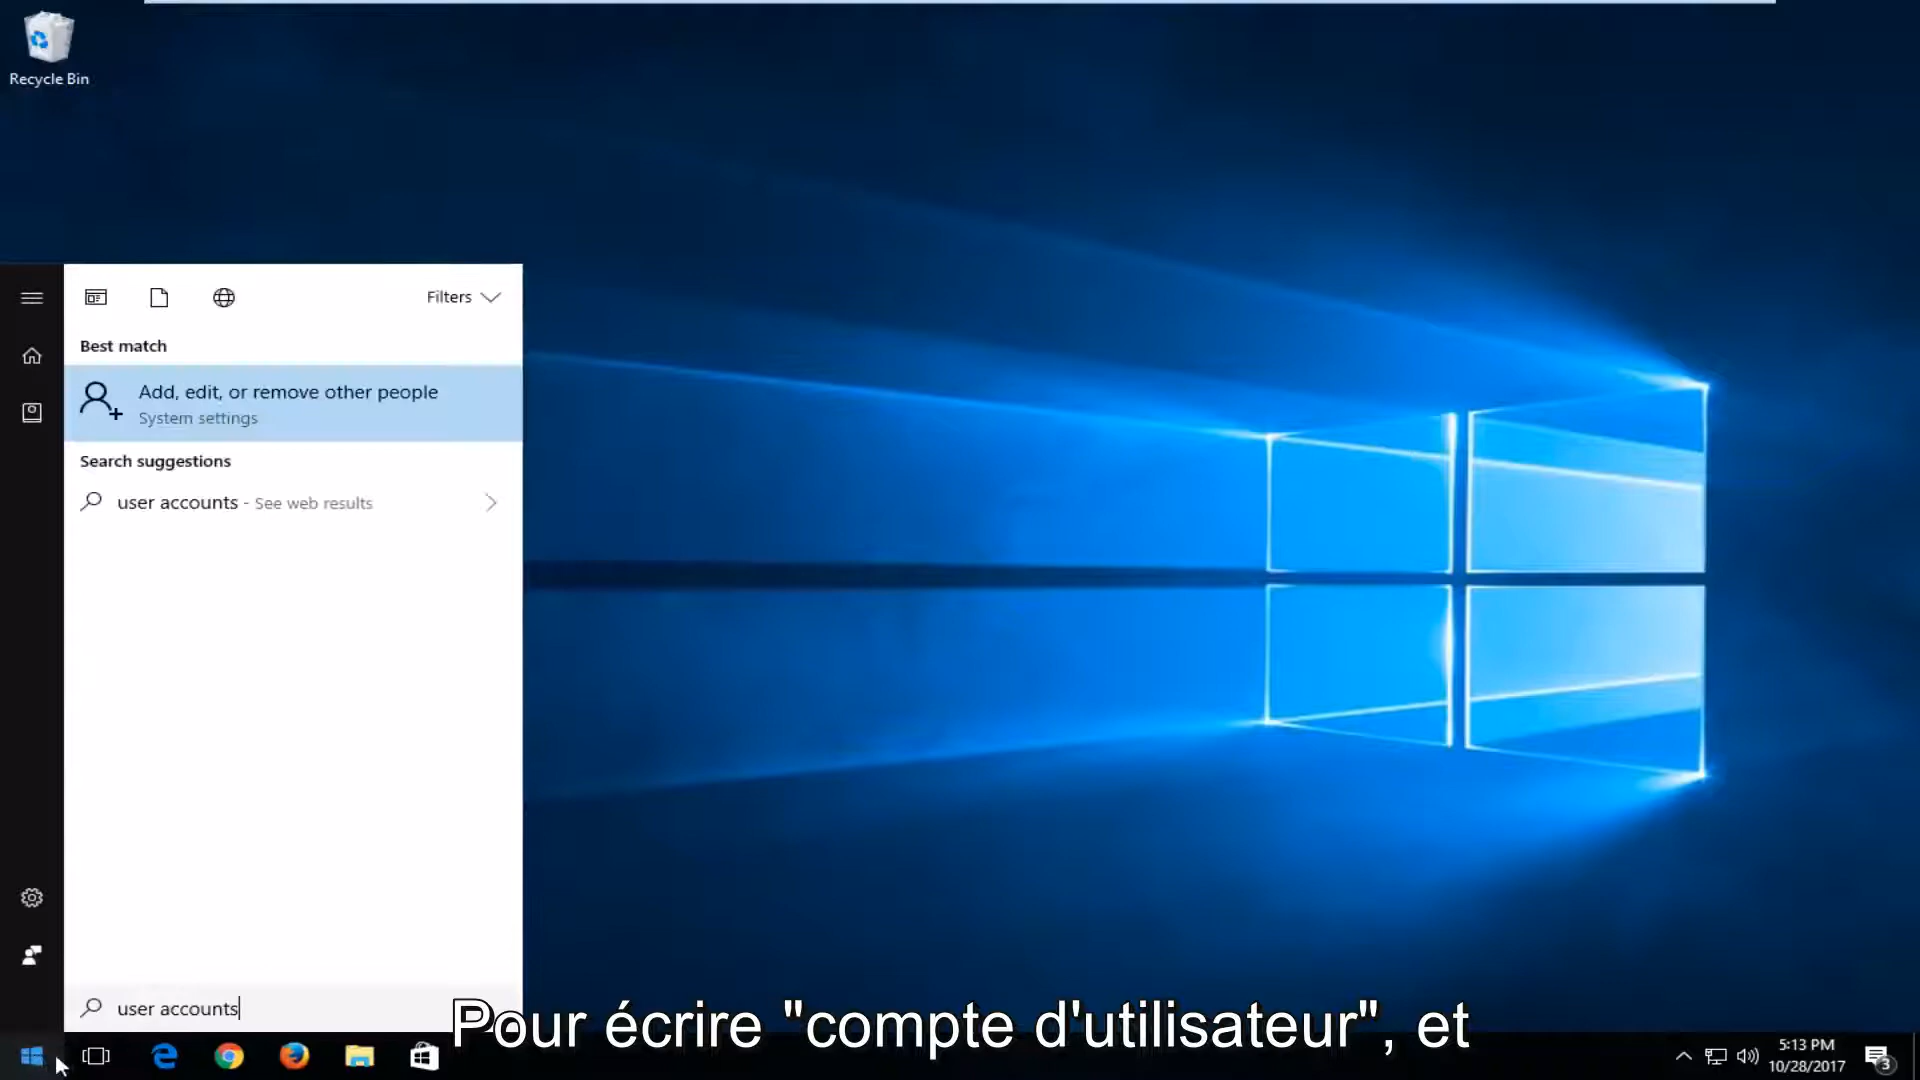 Recycle Bin
Filters
Best match
Add, edit, or remove other people
System settings
Search suggestions
user accounts - See web results
user accounts
Pour écrire "compte d'utilisateur", et
5:13 PM
10/28/2017
3